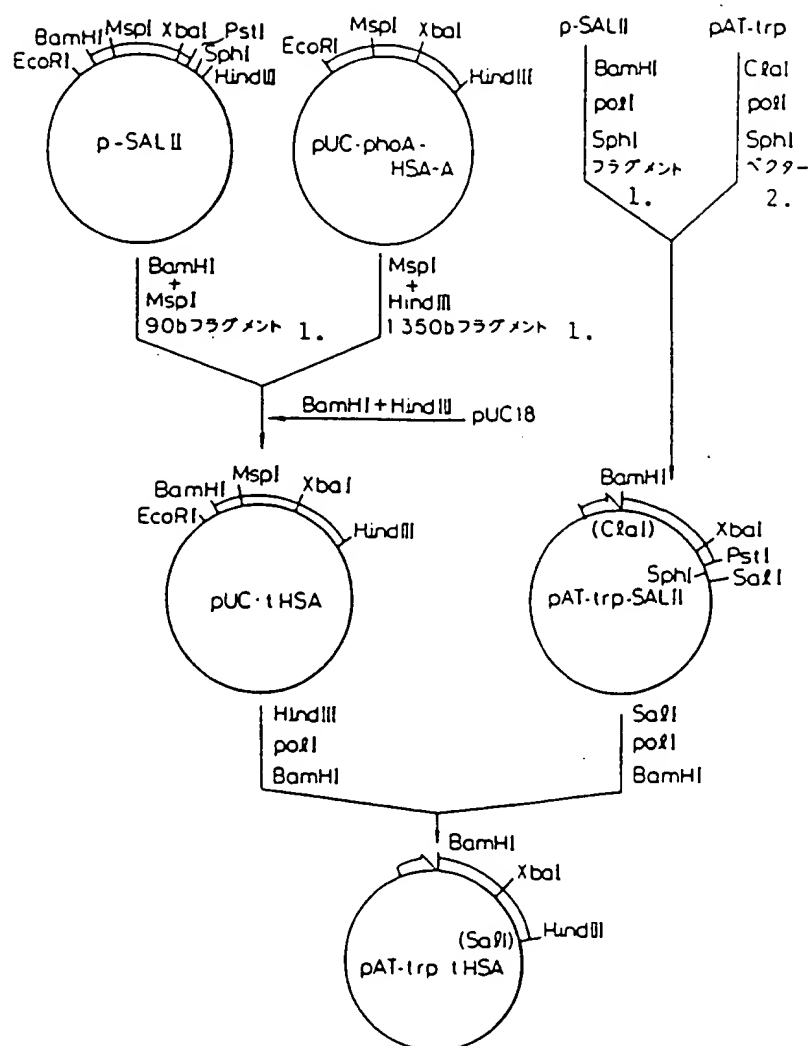 BamHI MspI XbaI PstI
EcoRI SphI
HindIII
p-SALII
EcoRI MspI XbaI
HindIII
pUC-phoA-
HSA-A
p-SALII
BamHI
polI
SphI
フラグメント
1.
pAT-trp
ClaI
polI
SphI
ベクター
2.
BamHI
+
MspI
90bフラグメント 1.
MspI
+
HindIII
1350bフラグメント 1.
BamHI+HindIII
pUC18
EcoRI BamHI MspI XbaI
HindIII
pUC・tHSA
BamHI
(ClaI)
XbaI
PstI
SphI SalI
pAT-trp-SALII
HindIII
polI
BamHI
SalI
polI
BamHI
BamHI
XbaI
(SalI) HindIII
pAT-trp tHSA